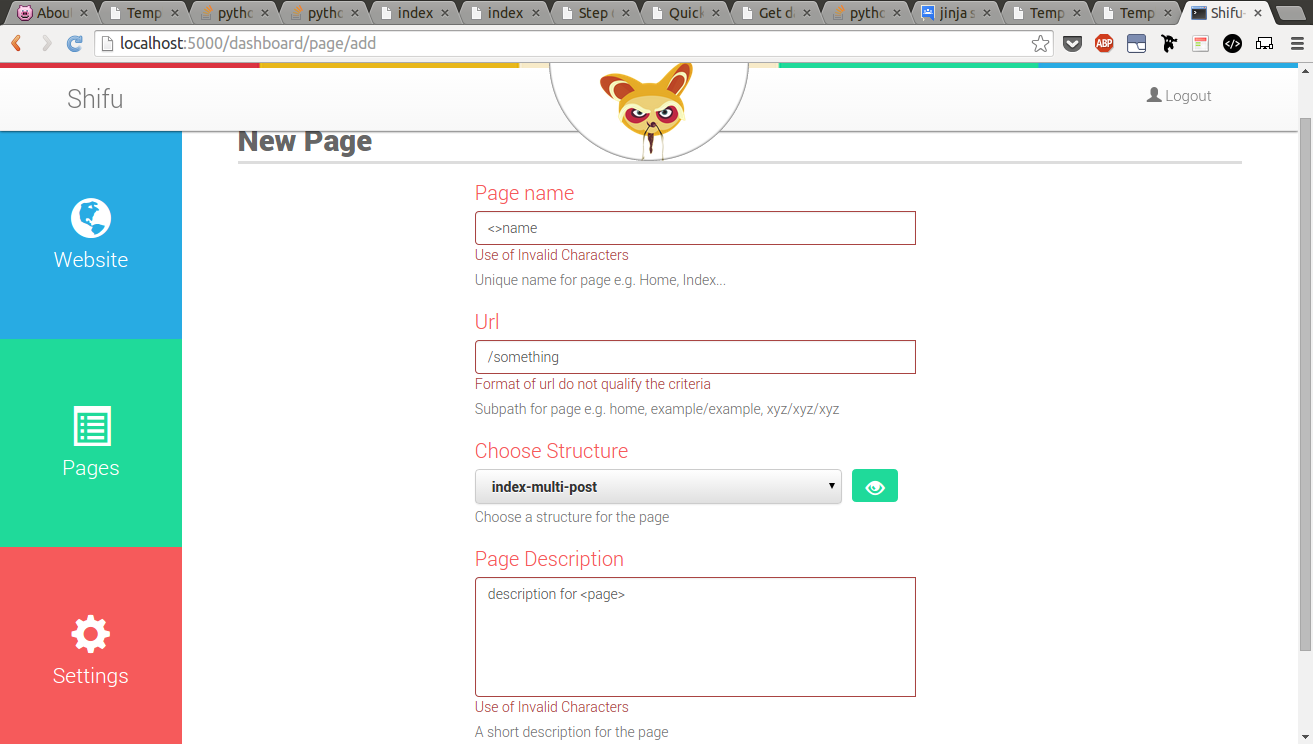 Abou
Temp
pytho
pytho
index
index
Step
Quick
Get d
pytho
jinja s
Temp
Temp
Shifu-
localhost:5000/dashboard/page/add
ABP
Shifu
Logout
New Page
Website
Pages
Settings
Page name
<>name
Use of Invalid Characters
Unique name for page e.g. Home, Index...
Url
/something
Format of url do not qualify the criteria
Subpath for page e.g. home, example/example, xyz/xyz/xyz
Choose Structure
index-multi-post
Choose a structure for the page
Page Description
description for <page>
Use of Invalid Characters
A short description for the page